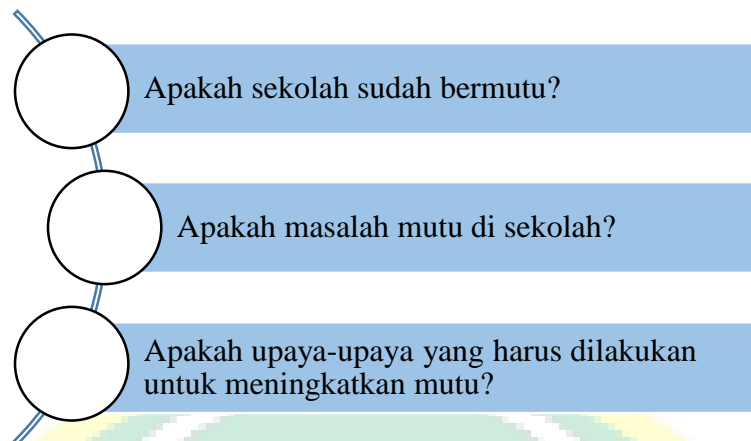 Apakah sekolah sudah bermutu?
Apakah masalah mutu di sekolah?
Apakah upaya-upaya yang harus dilakukan
untuk meningkatkan mutu?